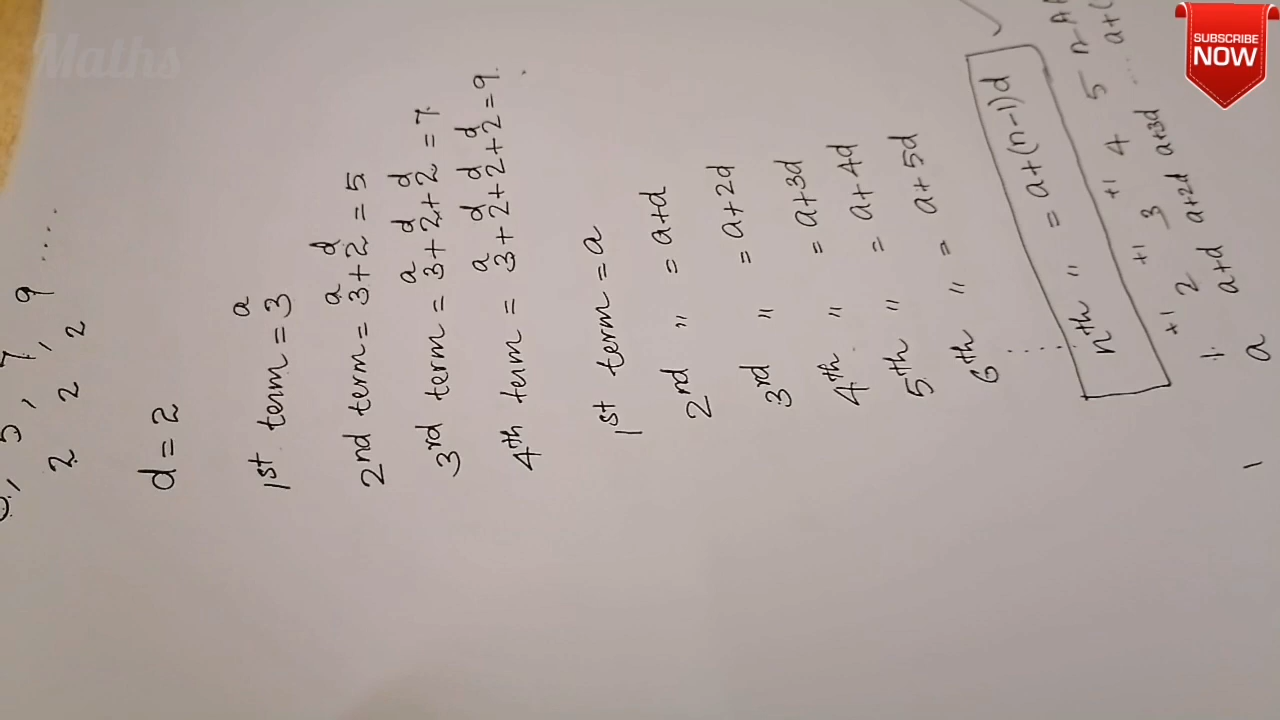 Maths
SUBSCRIBE
NOW
5, 7, 9 ....
2 2 2
d = 2
a
1st term = 3
a d
2nd term = 3 + 2 = 5
a d d
3rd term = 3 + 2 + 2 = 7.
a d d d
4th term = 3 + 2 + 2 + 2 = 9.
1st term = a
2nd " = a+d
3rd " = a+2d
4th " = a+3d
5th " = a+4d
6th " = a+5d
nth " = a+(n-1)d
+1 +1 +1
1. 2 3 4 5 n
a a+d a+2d a+3d .... a+(